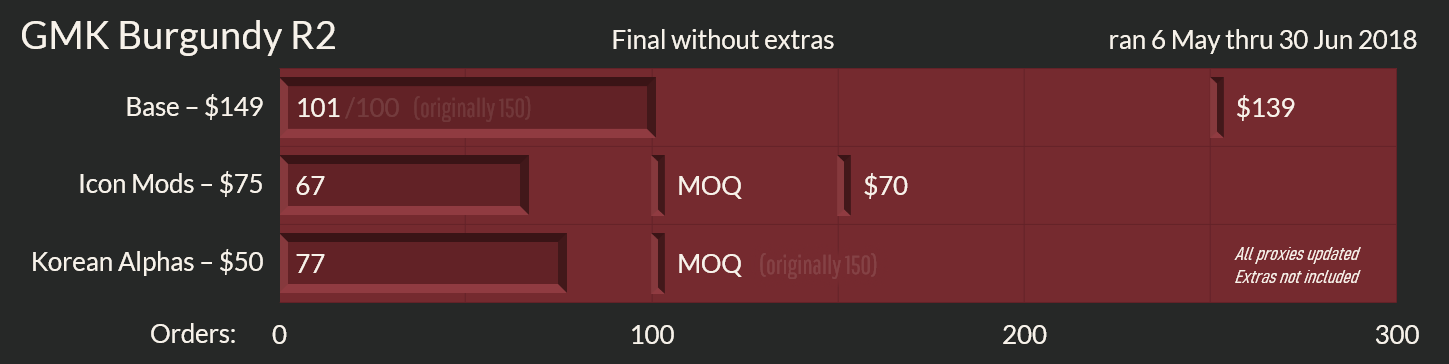 GMK Burgundy R2 Final without extras ran 6 May thru 30 Jun 2018
Base – $149 101 /100 (originally 150) $139
Icon Mods – $75 67 MOQ $70
Korean Alphas – $50 77 MOQ (originally 150)
All proxies updated
Extras not included
Orders: 0 100 200 300